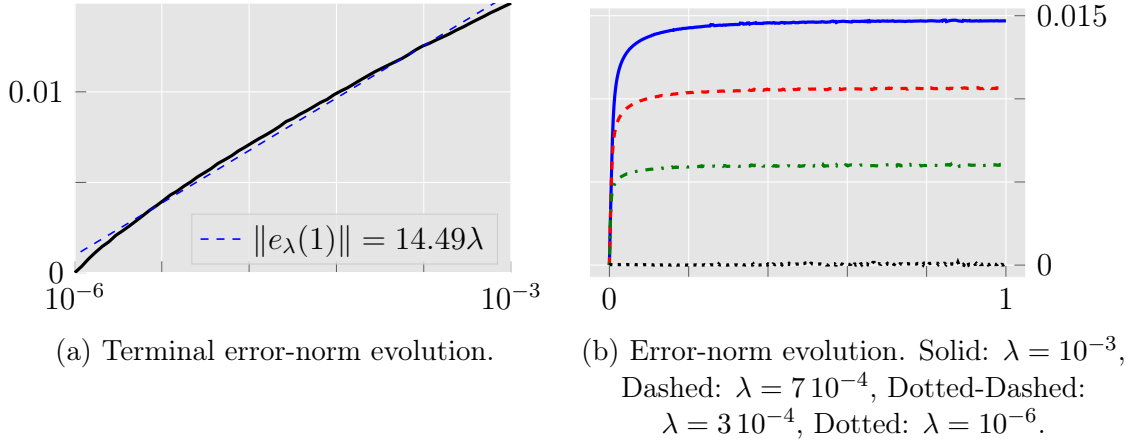 0.01
0
10^{-6}
10^{-3}
‖e_λ(1)‖ = 14.49λ
0.015
0
0
1
(a) Terminal error-norm evolution.
(b) Error-norm evolution. Solid: λ = 10^{-3},
Dashed: λ = 7 10^{-4}, Dotted-Dashed:
λ = 3 10^{-4}, Dotted: λ = 10^{-6}.